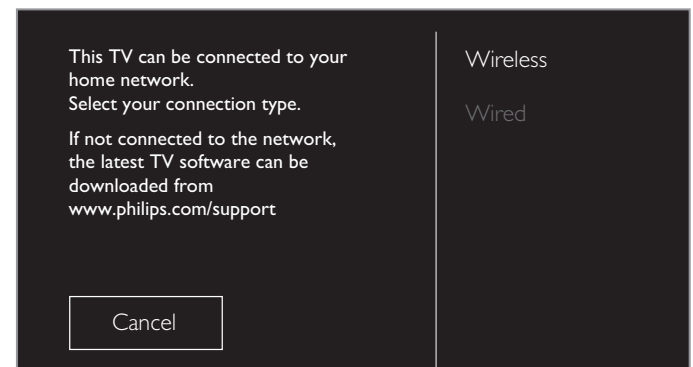 This TV can be connected to your
home network.
Select your connection type.
If not connected to the network,
the latest TV software can be
downloaded from
www.philips.com/support
Cancel
Wireless
Wired